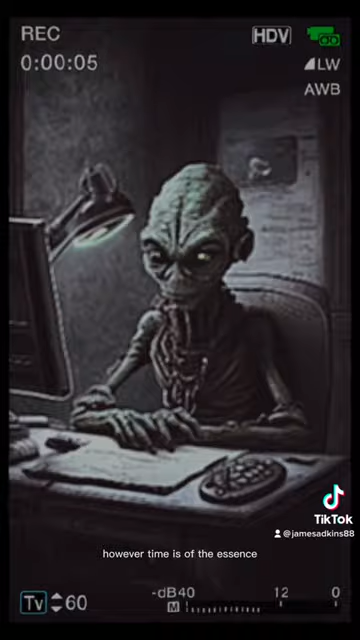 REC
HDV
0:00:05
LW
AWB
TikTok
@jamesadkins88
however time is of the essence
Tv 60
-dB40 12 0
M